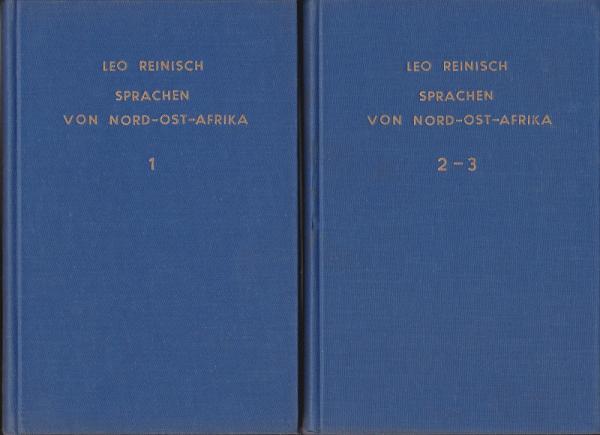 LEO REINISCH
SPRACHEN
VON NORD-OST-AFRIKA
1
LEO REINISCH
SPRACHEN
VON NORD-OST-AFRIKA
2-3